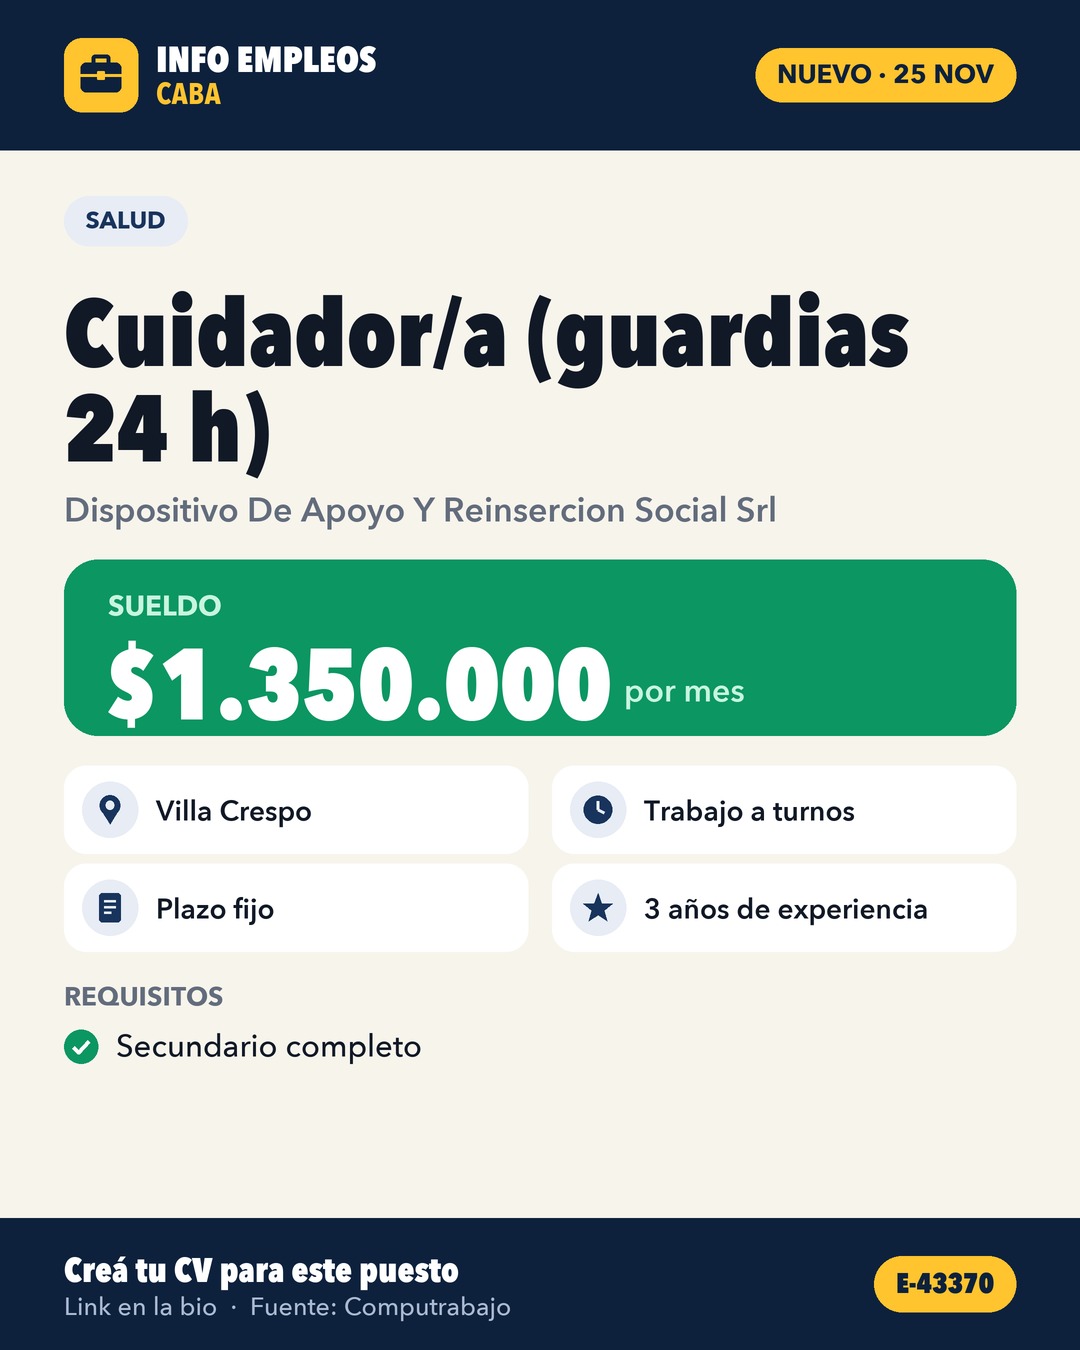 INFO EMPLEOS
CABA
NUEVO · 25 NOV
SALUD
Cuidador/a (guardias
24 h)
Dispositivo De Apoyo Y Reinsercion Social Srl
SUELDO
$1.350.000 por mes
Villa Crespo
Trabajo a turnos
Plazo fijo
3 años de experiencia
REQUISITOS
Secundario completo
Creá tu CV para este puesto
Link en la bio · Fuente: Computrabajo
E-43370